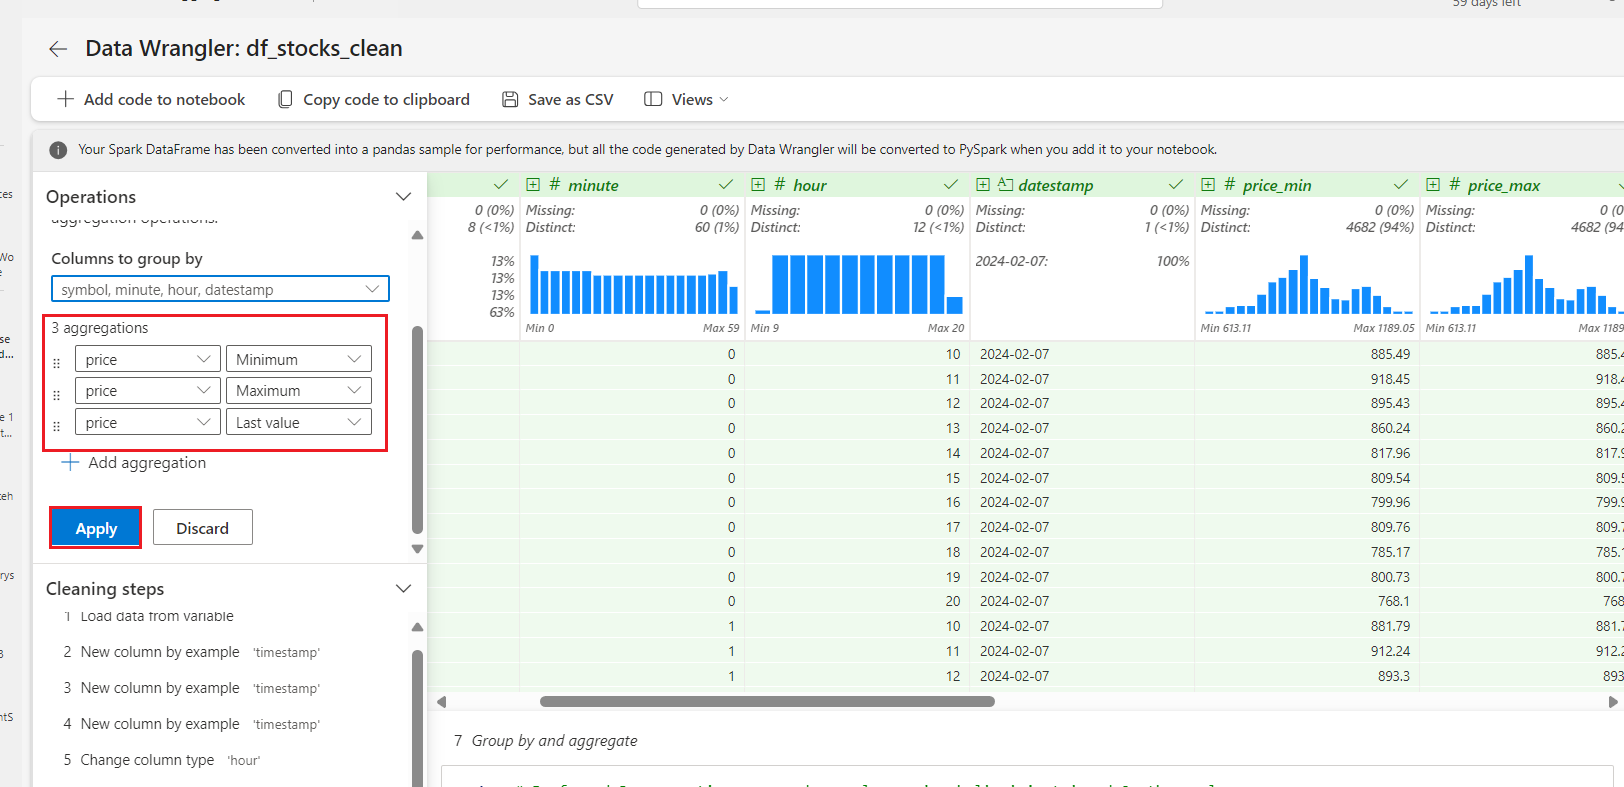 59 days left
Data Wrangler: df_stocks_clean
Add code to notebook Copy code to clipboard Save as CSV Views
Your Spark DataFrame has been converted into a pandas sample for performance, but all the code generated by Data Wrangler will be converted to PySpark when you add it to your notebook.
Operations
aggregation operations.
Columns to group by
symbol, minute, hour, datestamp
3 aggregations
price Minimum
price Maximum
price Last value
Add aggregation
Apply Discard
Cleaning steps
1 Load data from variable
2 New column by example 'timestamp'
3 New column by example 'timestamp'
4 New column by example 'timestamp'
5 Change column type 'hour'
# minute # hour datestamp # price_min # price_max
0 (0%) Missing: 0 (0%) Missing: 0 (0%) Missing: 0 (0%) Missing: 0 (0%) Missing: 0 (0
8 (<1%) Distinct: 60 (1%) Distinct: 12 (<1%) Distinct: 1 (<1%) Distinct: 4682 (94%) Distinct: 4682 (94
13% 2024-02-07: 100%
13%
13%
63%
Min 0 Max 59 Min 9 Max 20 Min 613.11 Max 1189.05 Min 613.11 Max 1189
0 10 2024-02-07 885.49 885.4
0 11 2024-02-07 918.45 918.4
0 12 2024-02-07 895.43 895.4
0 13 2024-02-07 860.24 860.2
0 14 2024-02-07 817.96 817.9
0 15 2024-02-07 809.54 809.5
0 16 2024-02-07 799.96 799.9
0 17 2024-02-07 809.76 809.7
0 18 2024-02-07 785.17 785.1
0 19 2024-02-07 800.73 800.7
0 20 2024-02-07 768.1 768
1 10 2024-02-07 881.79 881.7
1 11 2024-02-07 912.24 912.2
1 12 2024-02-07 893.3 893
7 Group by and aggregate